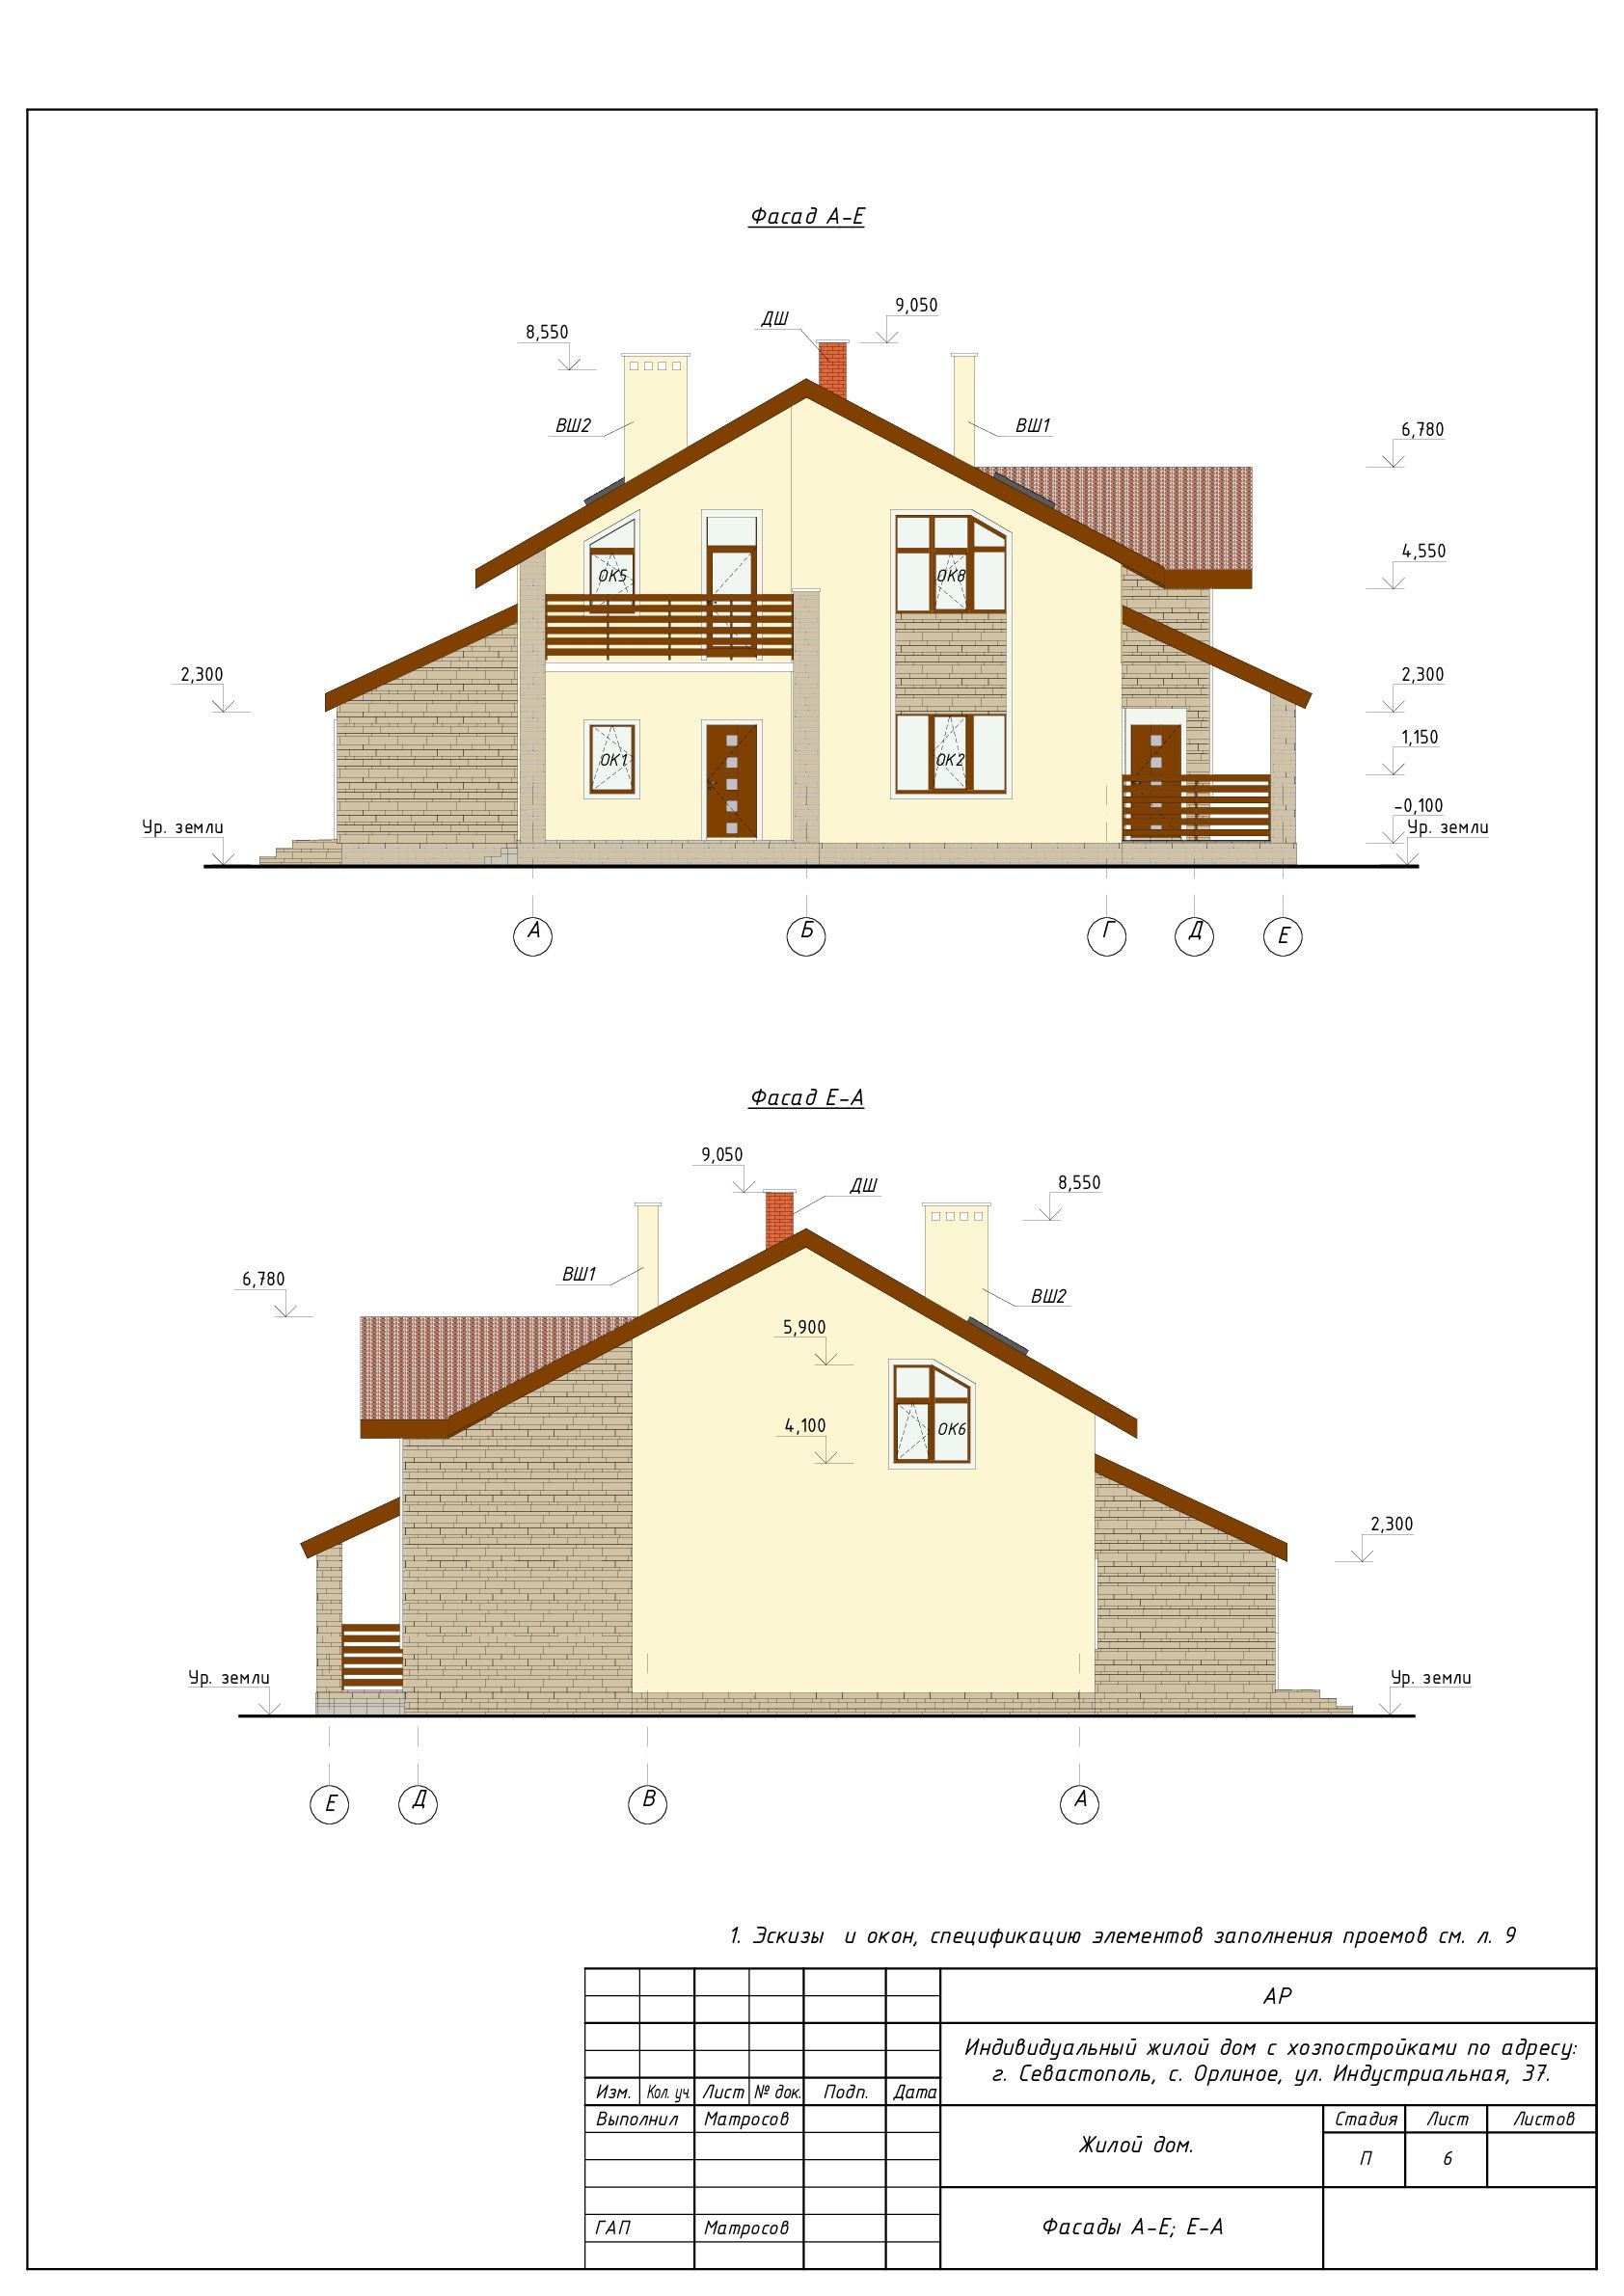 Фасад А-Е
9,050
ДШ
8,550
ВШ2
ВШ1
6,780
4,550
ОК5
ОК8
2,300
2,300
1,150
ОК1
ОК2
-0,100
Ур. земли
Ур. земли
А
Б
Г
Д
Е
Фасад Е-А
9,050
ДШ
8,550
ВШ1
6,780
ВШ2
5,900
4,100
ОК6
2,300
Ур. земли
Ур. земли
Е
Д
В
А
1. Эскизы и окон, спецификацию элементов заполнения проемов см. л. 9
АР
Индивидуальный жилой дом с хозпостройками по адресу:
г. Севастополь, с. Орлиное, ул. Индустриальная, 37.
Изм. Кол. уч. Лист № док. Подп. Дата
Выполнил Матросов
Жилой дом.
Стадия Лист Листов
П 6
ГАП Матросов
Фасады А-Е; Е-А